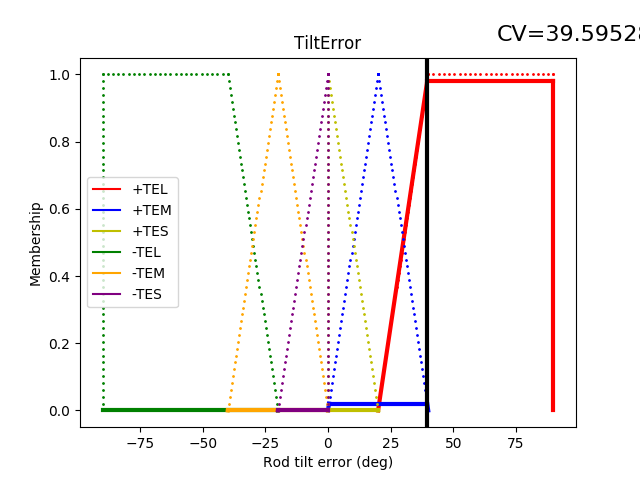 CV=39.59528
TiltError
Membership
1.0
0.8
0.6
0.4
0.2
0.0
+TEL
+TEM
+TES
-TEL
-TEM
-TES
−75
−50
−25
0
25
50
75
Rod tilt error (deg)